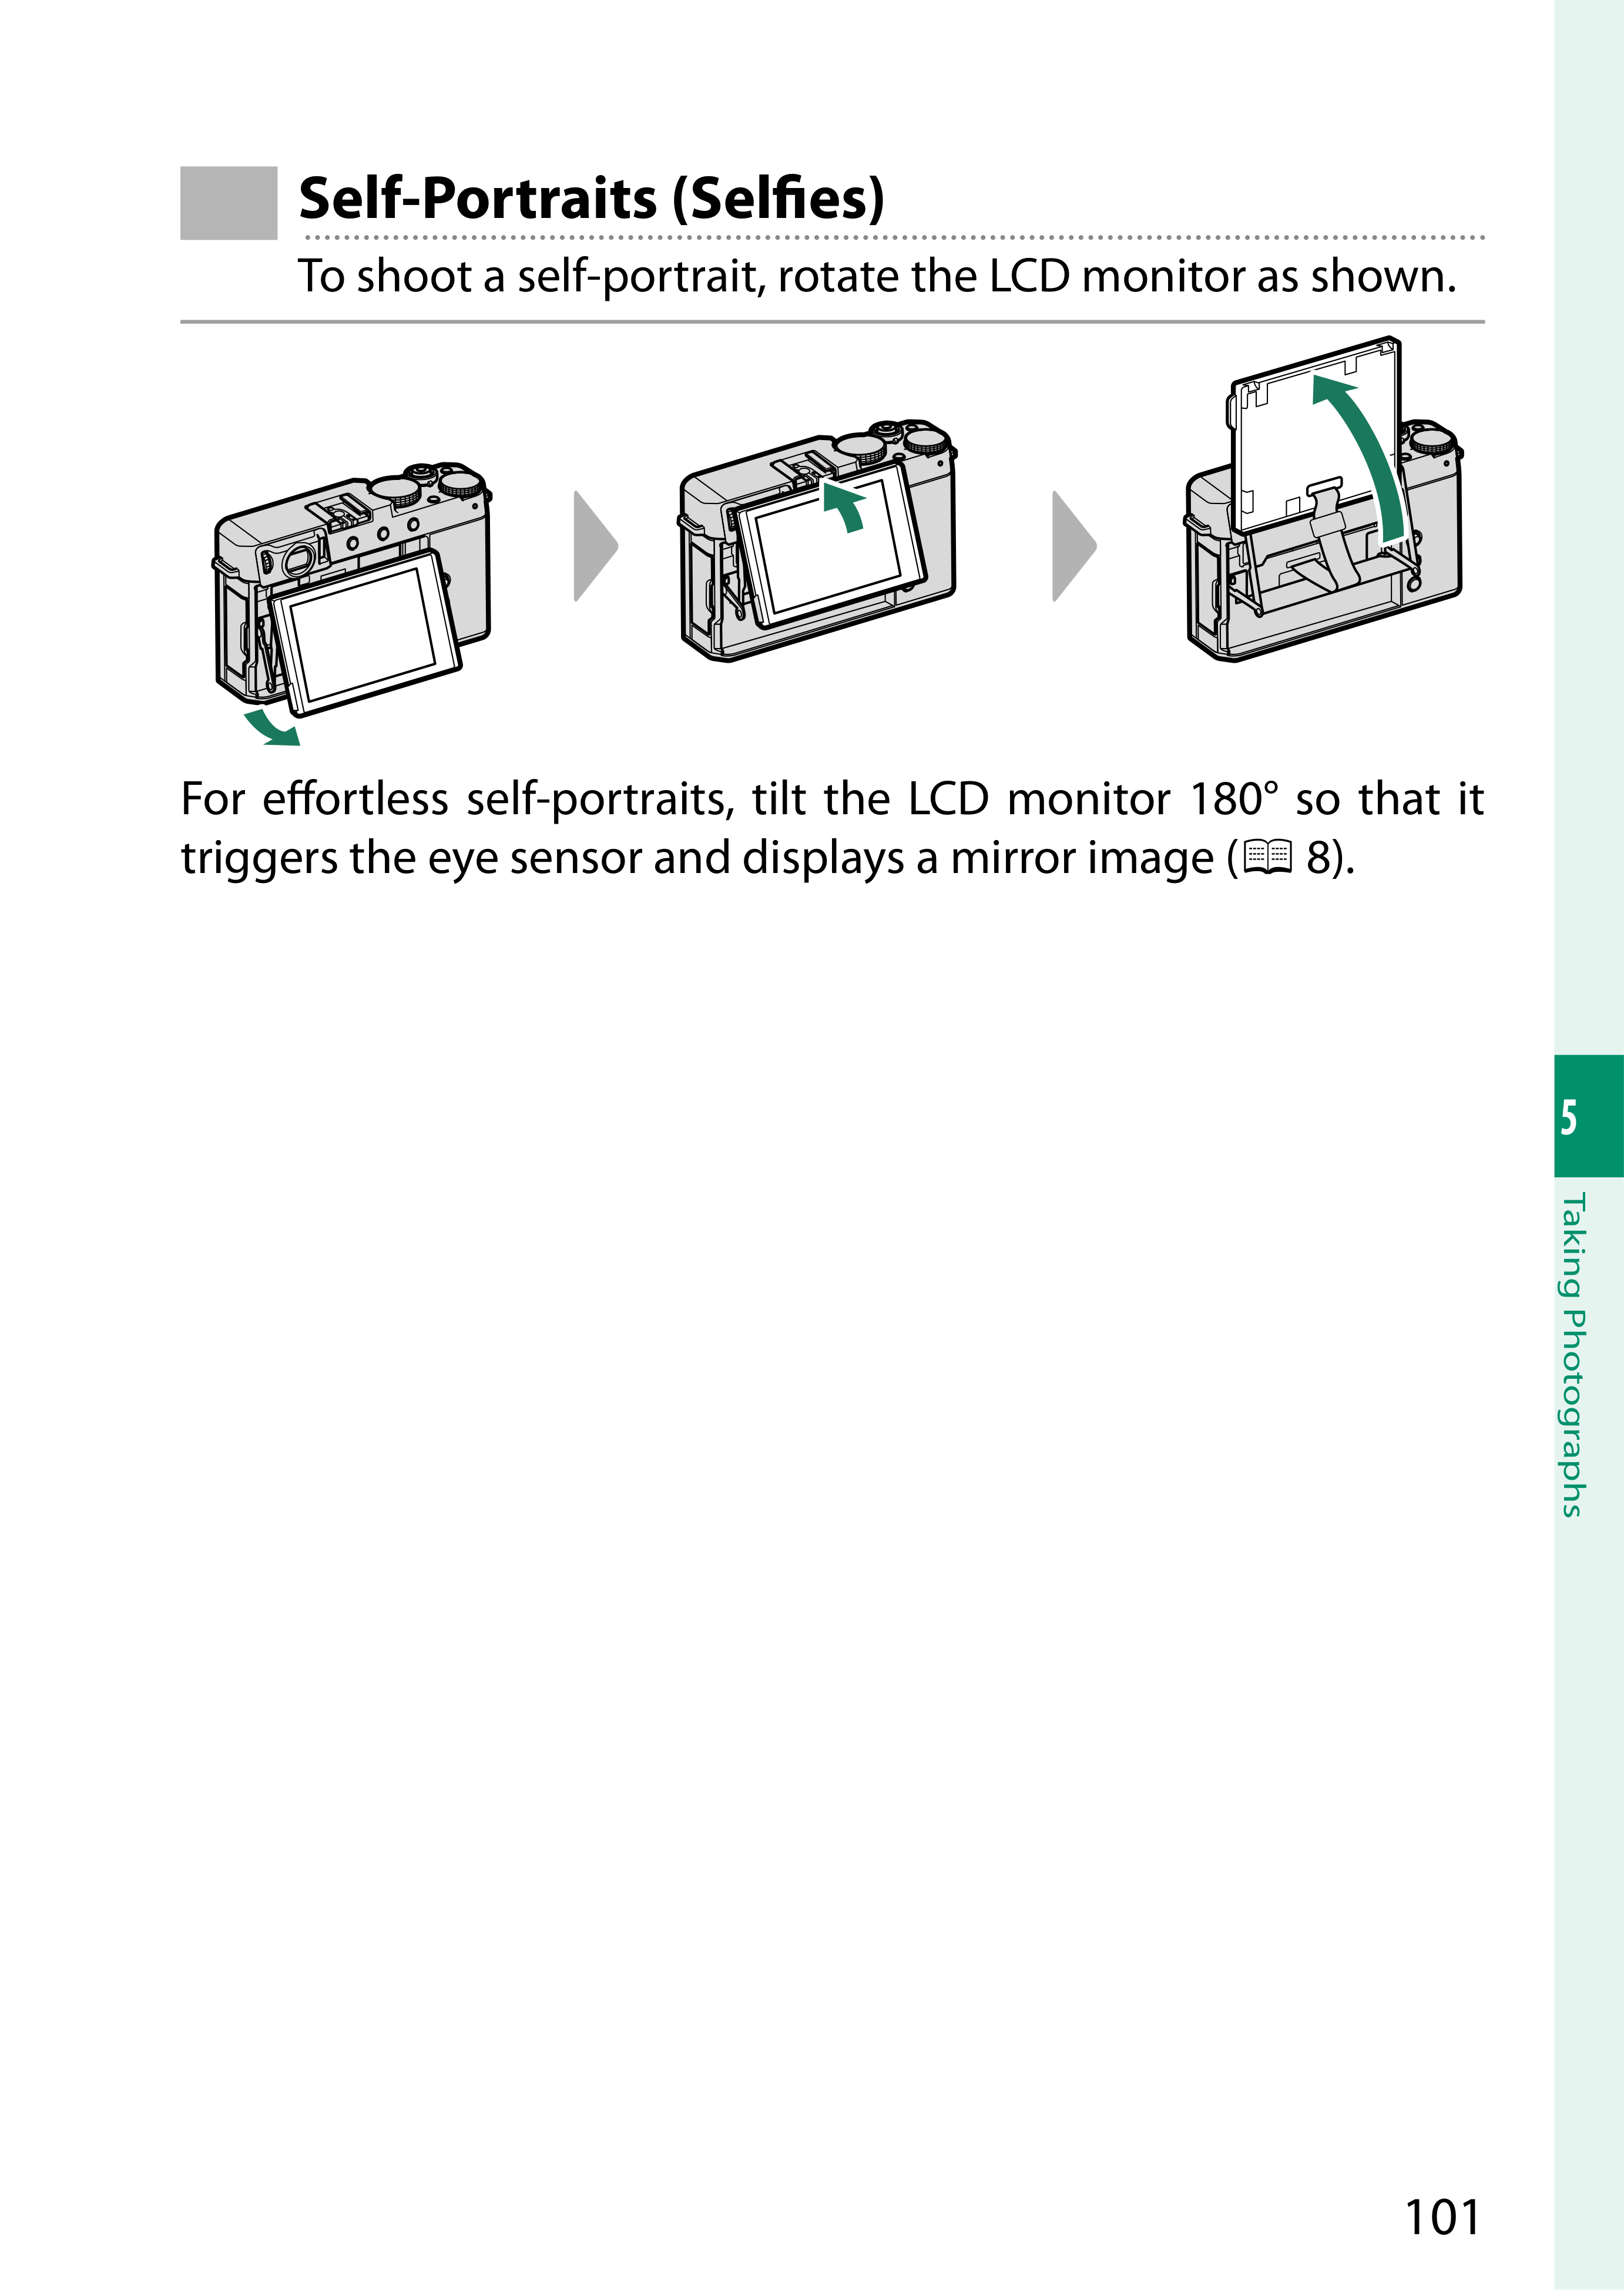 Self-Portraits (Selfies)
To shoot a self-portrait, rotate the LCD monitor as shown.
For effortless self-portraits, tilt the LCD monitor 180° so that it
triggers the eye sensor and displays a mirror image (📖 8).
5
Taking Photographs
101